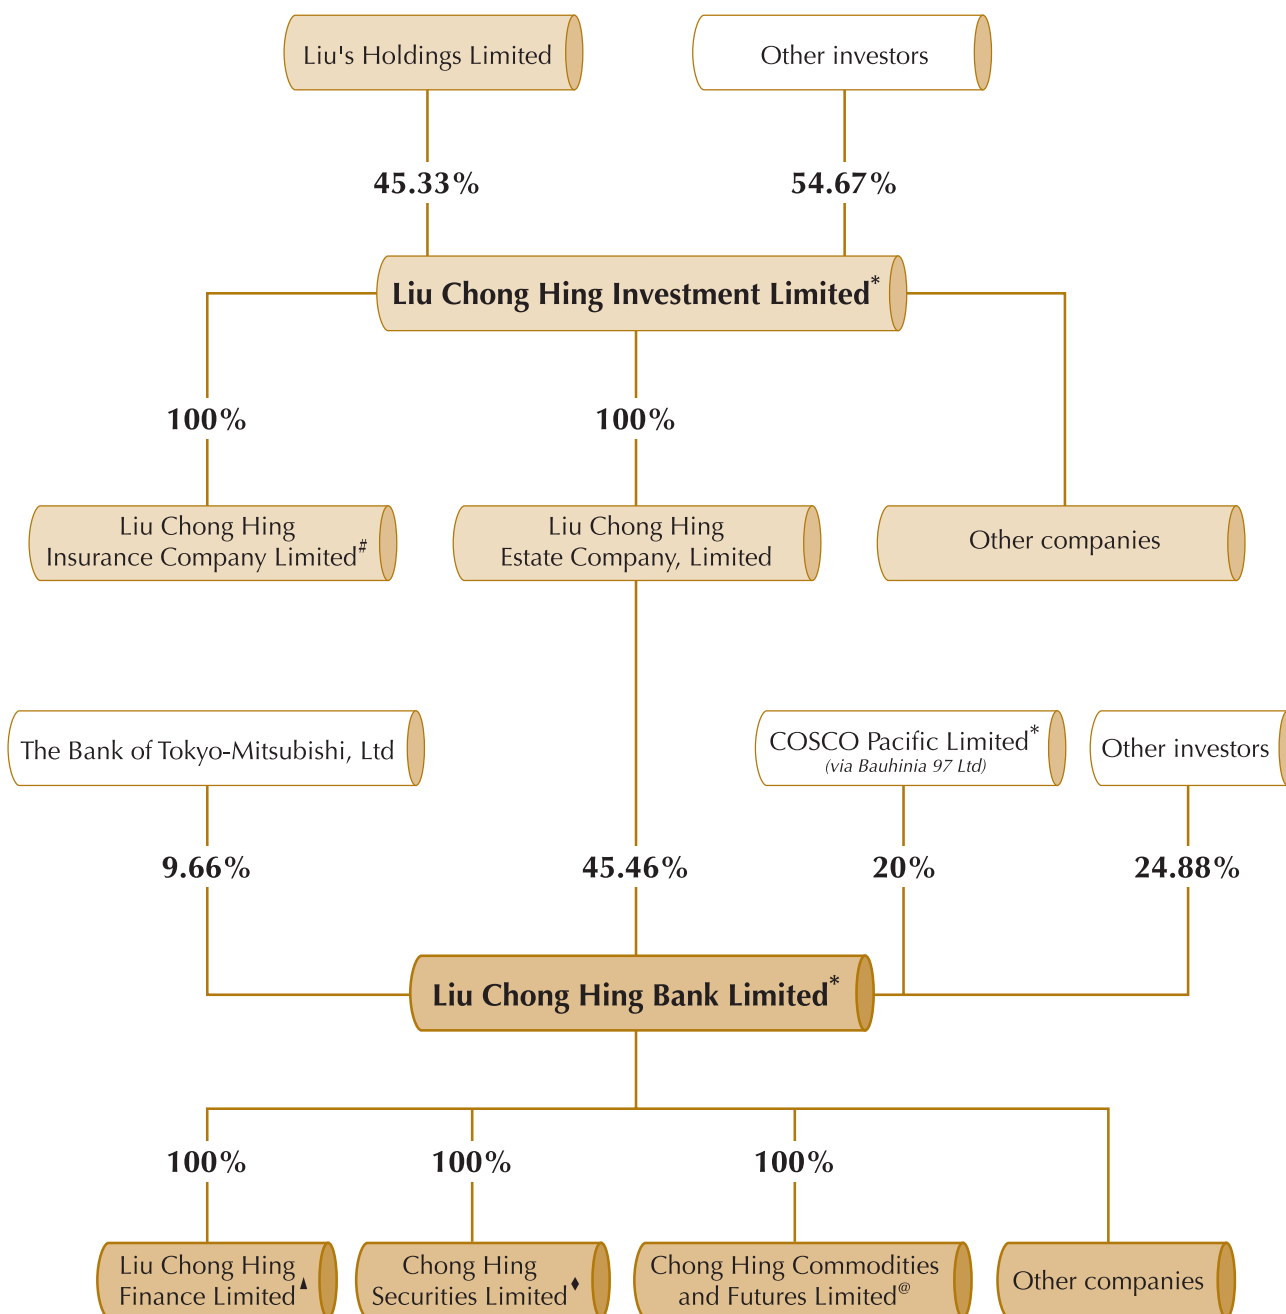 Liu's Holdings Limited
Other investors
45.33%
54.67%
Liu Chong Hing Investment Limited*
100%
100%
Liu Chong Hing
Insurance Company Limited#
Liu Chong Hing
Estate Company, Limited
Other companies
The Bank of Tokyo-Mitsubishi, Ltd
COSCO Pacific Limited*
(via Bauhinia 97 Ltd)
Other investors
9.66%
45.46%
20%
24.88%
Liu Chong Hing Bank Limited*
100%
100%
100%
Liu Chong Hing
Finance Limited▲
Chong Hing
Securities Limited♦
Chong Hing Commodities
and Futures Limited@
Other companies